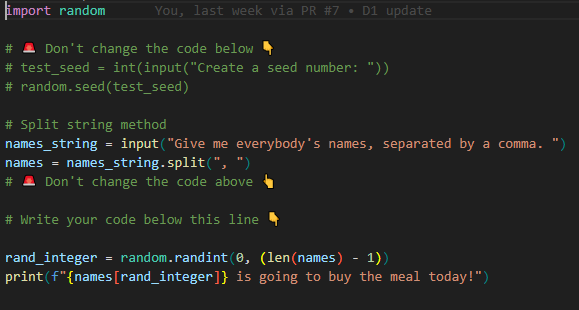 import random You, last week via PR #7 • D1 update
# 🚨 Don't change the code below 👇
# test_seed = int(input("Create a seed number: "))
# random.seed(test_seed)
# Split string method
names_string = input("Give me everybody's names, separated by a comma. ")
names = names_string.split(", ")
# 🚨 Don't change the code above 👆
# Write your code below this line 👇
rand_integer = random.randint(0, (len(names) - 1))
print(f"{names[rand_integer]} is going to buy the meal today!")